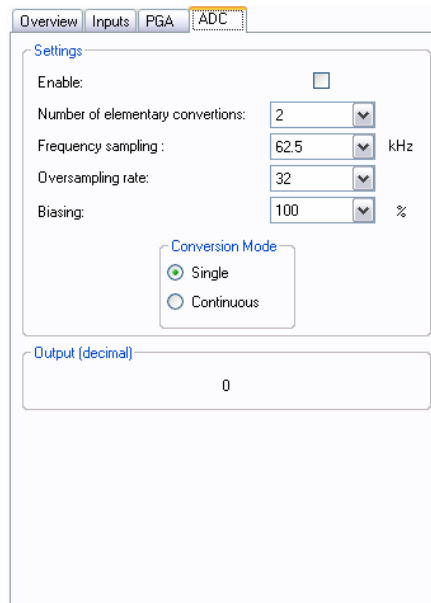 Overview Inputs PGA ADC
Settings
Enable:
Number of elementary convertions: 2
Frequency sampling : 62.5 kHz
Oversampling rate: 32
Biasing: 100 %
Conversion Mode
Single
Continuous
Output (decimal)
0